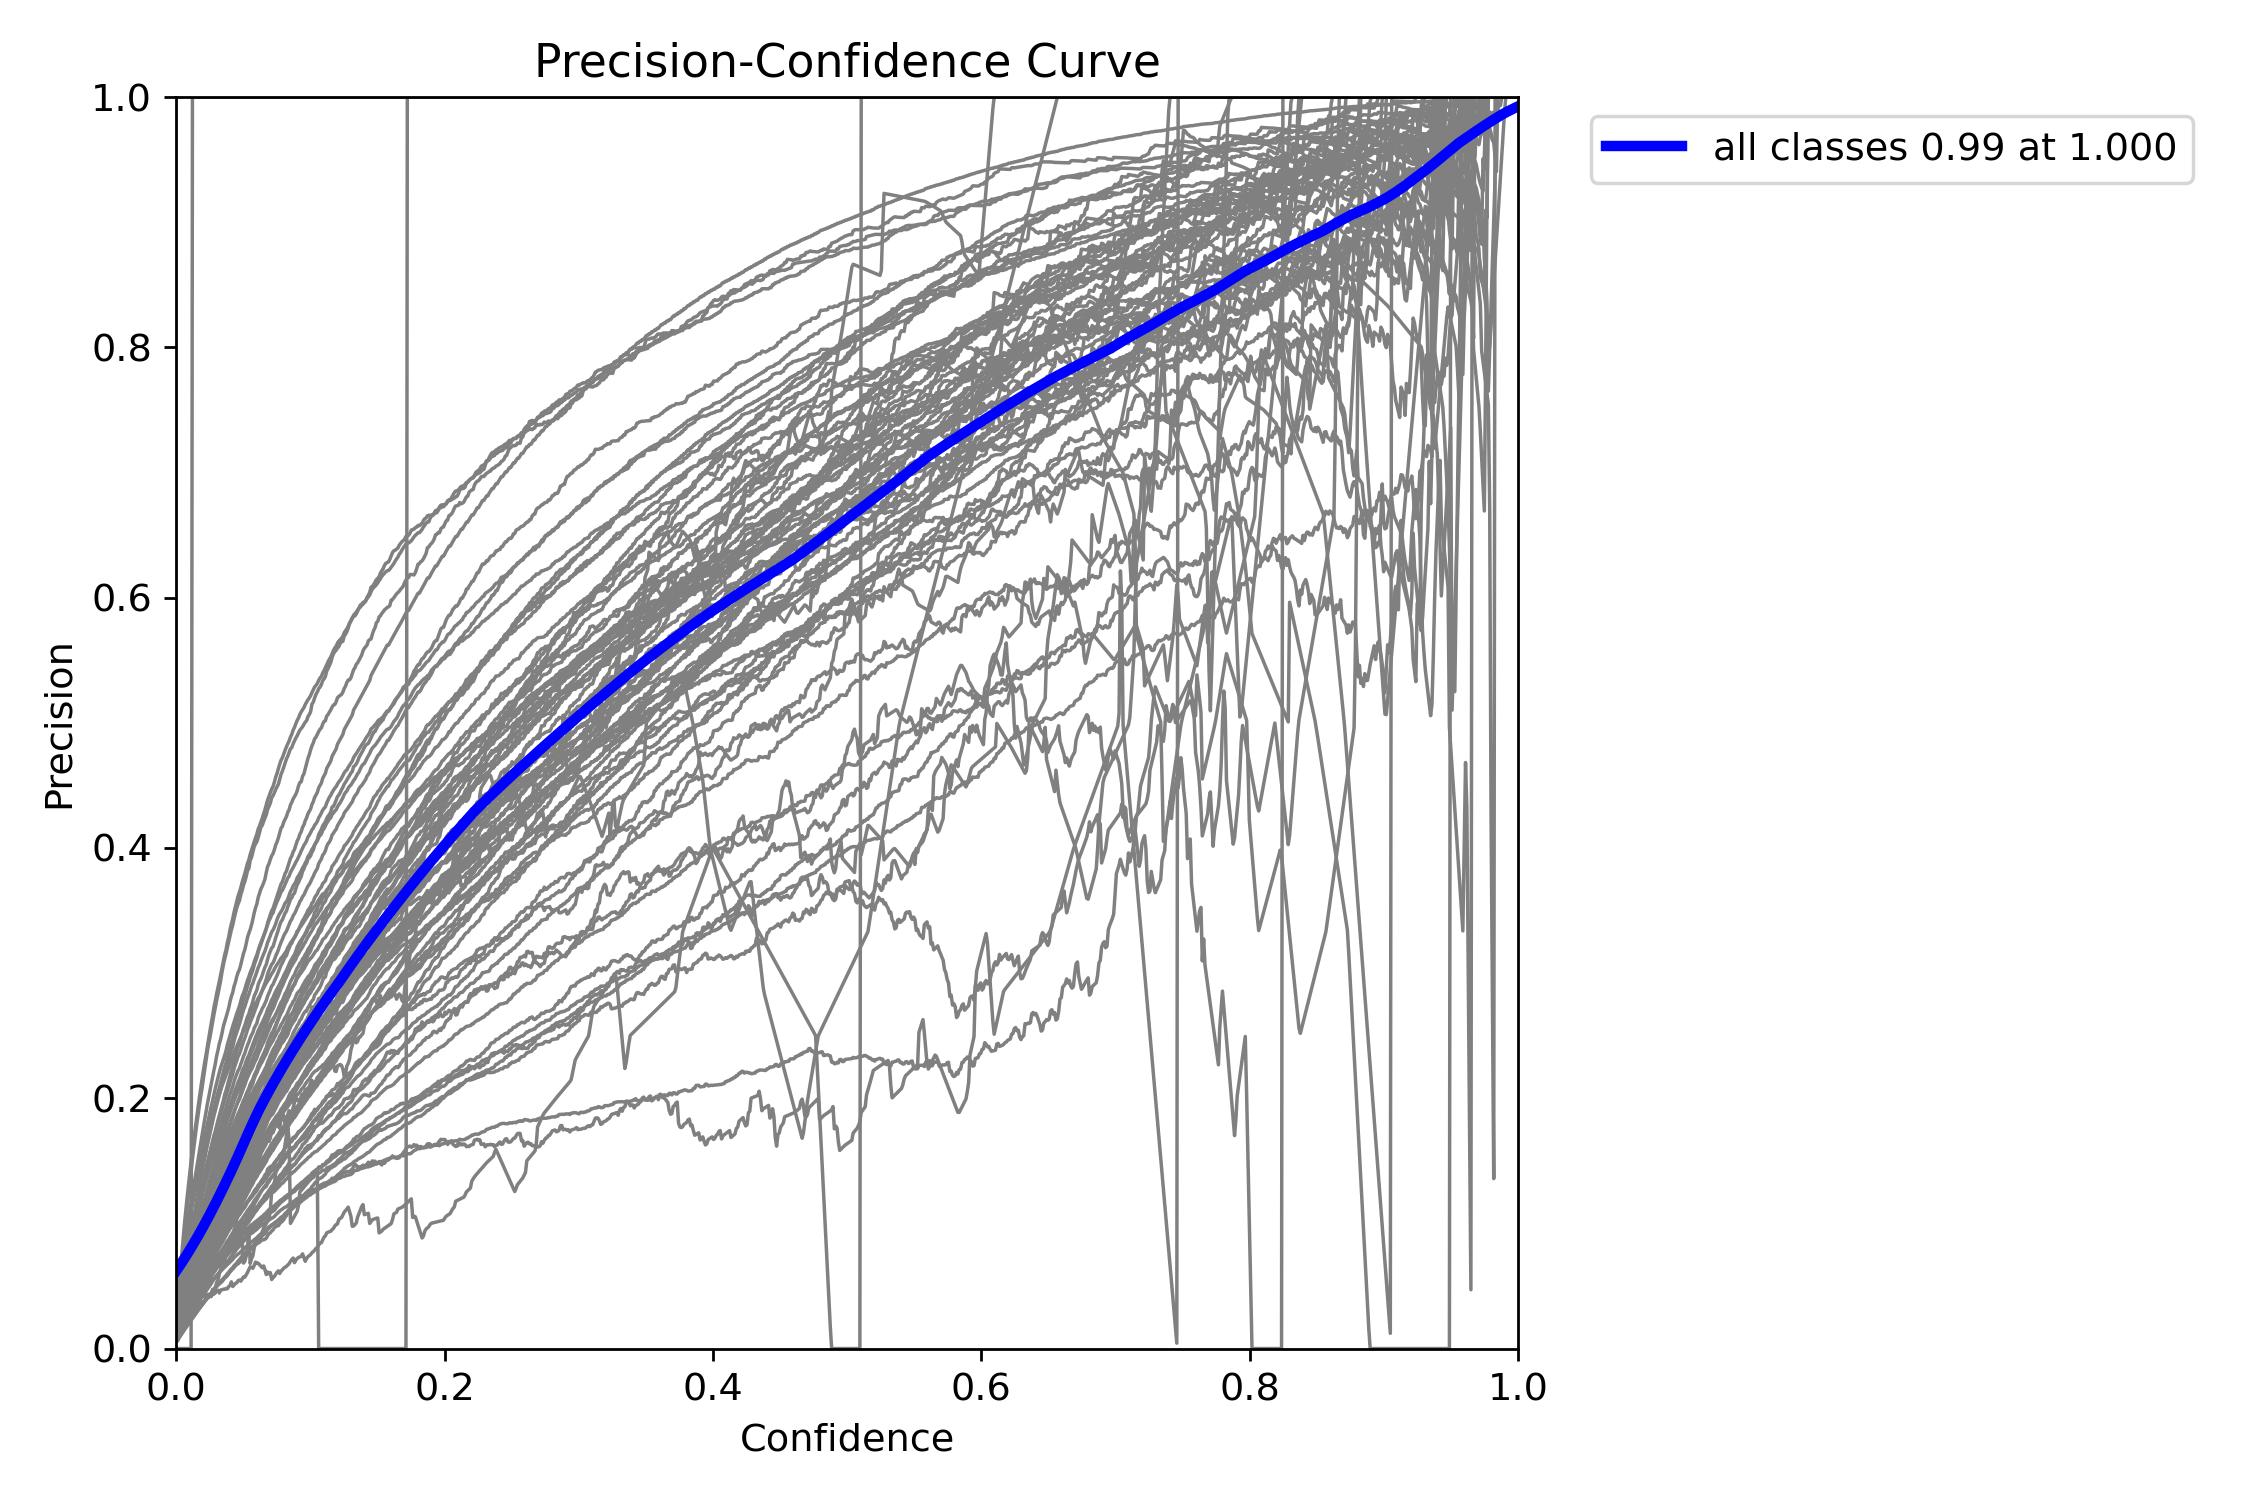 Precision-Confidence Curve
all classes 0.99 at 1.000
1.0
0.8
0.6
0.4
0.2
0.0
Precision
0.0 0.2 0.4 0.6 0.8 1.0
Confidence